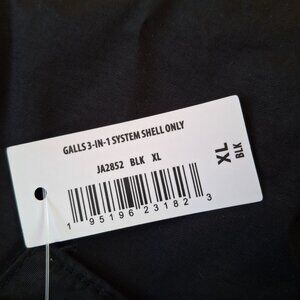 GALLS 3-IN-1 SYSTEM SHELL ONLY
JA2852 BLK XL
1 95196 23182 3
XL
BLK